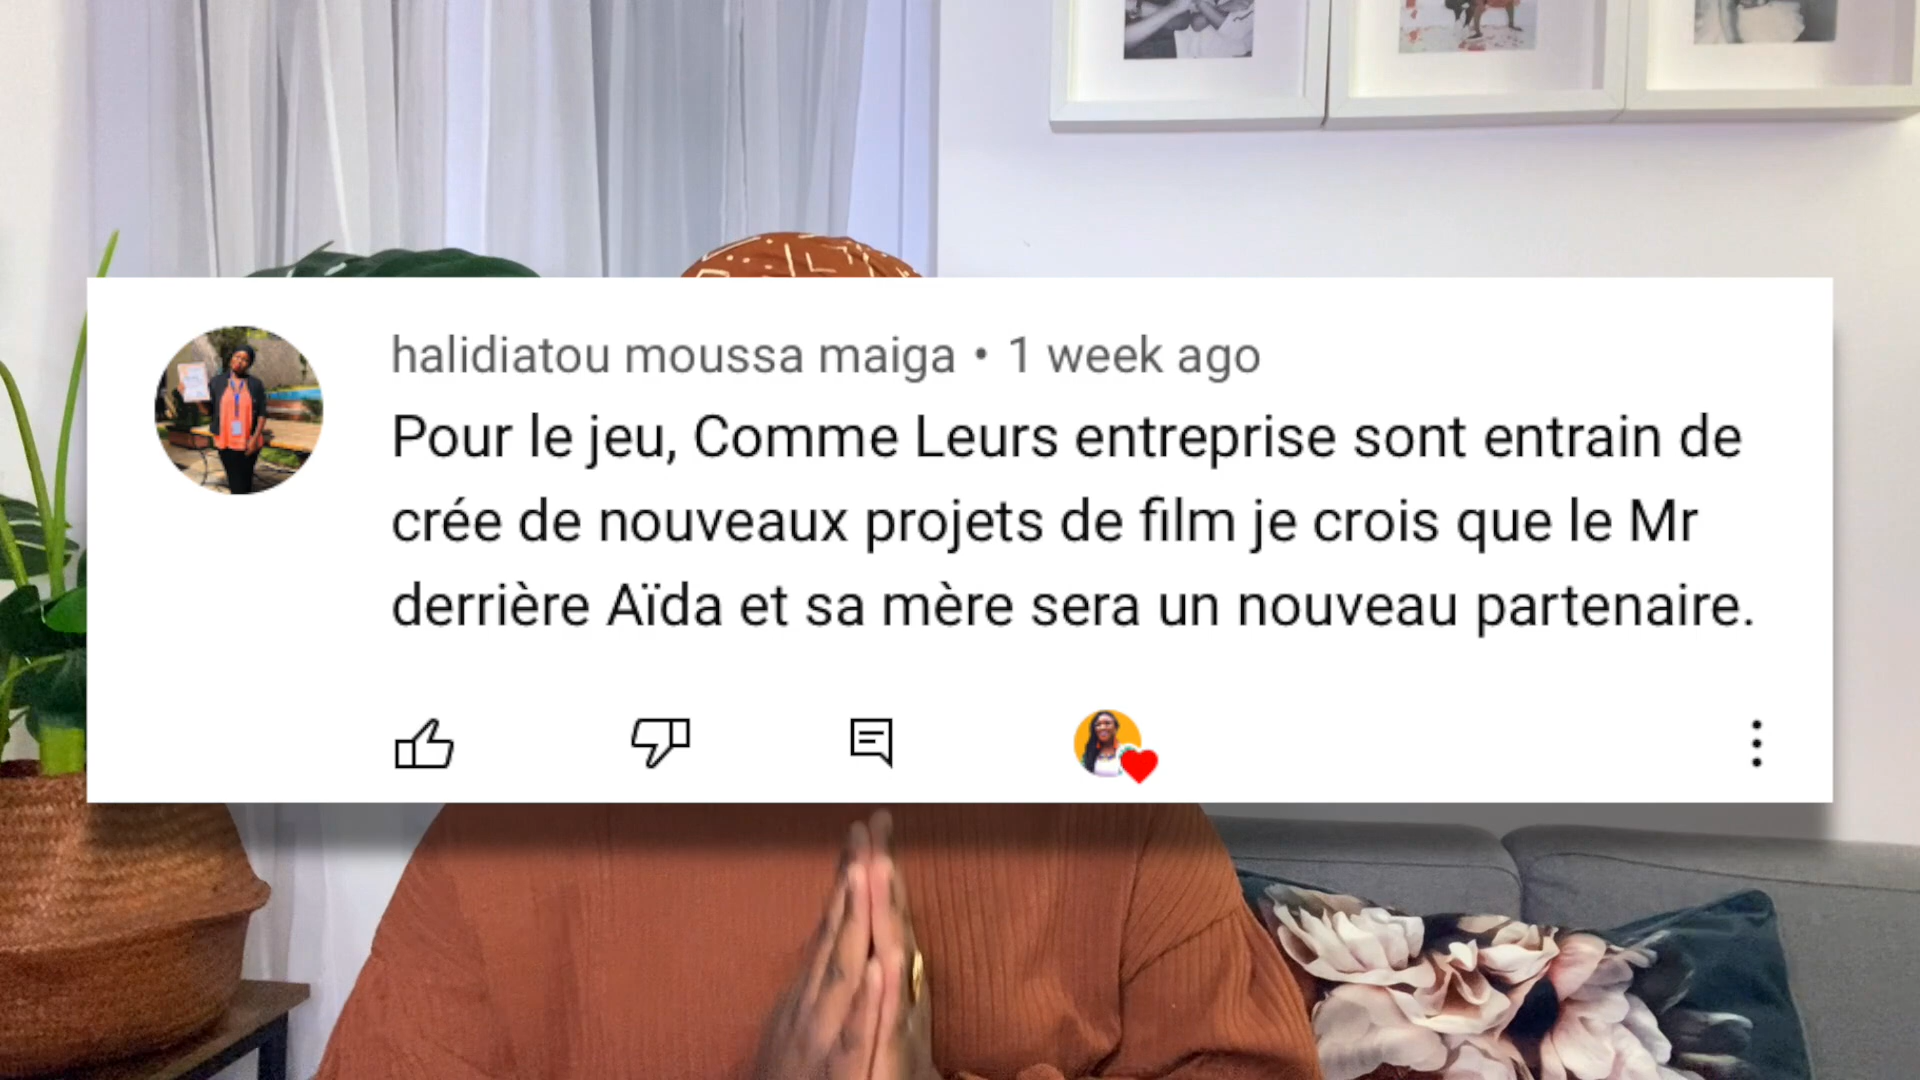 halidiatou moussa maiga • 1 week ago
Pour le jeu, Comme Leurs entreprise sont entrain de
crée de nouveaux projets de film je crois que le Mr
derrière Aïda et sa mère sera un nouveau partenaire.